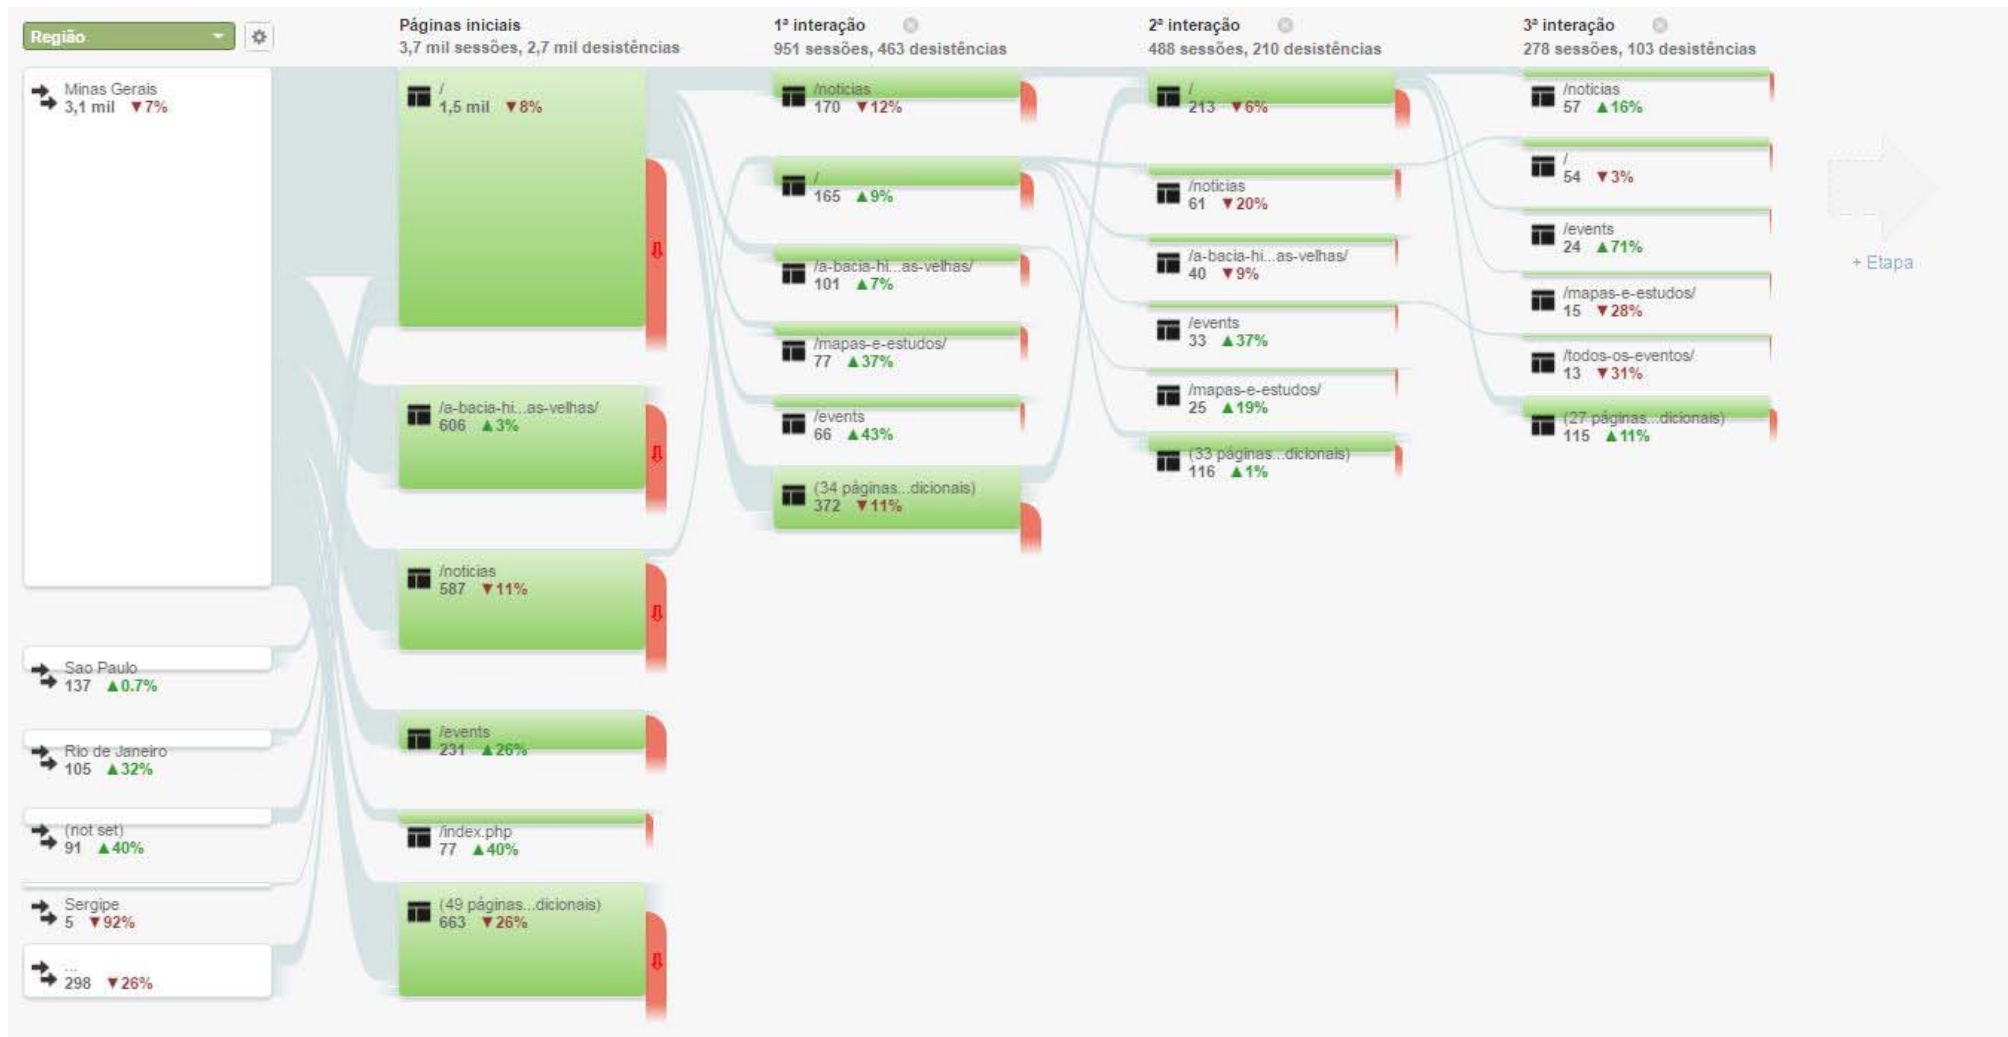 Região
Minas Gerais
3,1 mil ▼7%
Sao Paulo
137 ▲0.7%
Rio de Janeiro
105 ▲32%
(not set)
91 ▲40%
Sergipe
5 ▼92%
...
298 ▼26%
Páginas iniciais
3,7 mil sessões, 2,7 mil desistências
/
1,5 mil ▼8%
/a-bacia-hi...as-velhas/
606 ▲3%
/noticias
587 ▼11%
/events
231 ▲26%
/index.php
77 ▲40%
(49 páginas...dicionais)
663 ▼26%
1ª interação
951 sessões, 463 desistências
/noticias
170 ▼12%
/
165 ▲9%
/a-bacia-hi...as-velhas/
101 ▲7%
/mapas-e-estudos/
77 ▲37%
/events
66 ▲43%
(34 páginas...dicionais)
372 ▼11%
2ª interação
488 sessões, 210 desistências
/
213 ▼6%
/noticias
61 ▼20%
/a-bacia-hi...as-velhas/
40 ▼9%
/events
33 ▲37%
/mapas-e-estudos/
25 ▲19%
(33 páginas...dicionais)
116 ▲1%
3ª interação
278 sessões, 103 desistências
/noticias
57 ▲16%
/
54 ▼3%
/events
24 ▲71%
/mapas-e-estudos/
15 ▼28%
/todos-os-eventos/
13 ▼31%
(27 páginas...dicionais)
115 ▲11%
+ Etapa